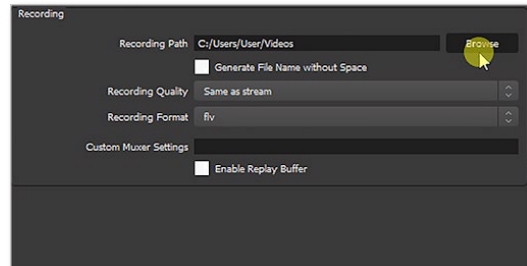 Recording
Recording Path C:/Users/User/Videos Browse
Generate File Name without Space
Recording Quality Same as stream
Recording Format flv
Custom Muxer Settings
Enable Replay Buffer